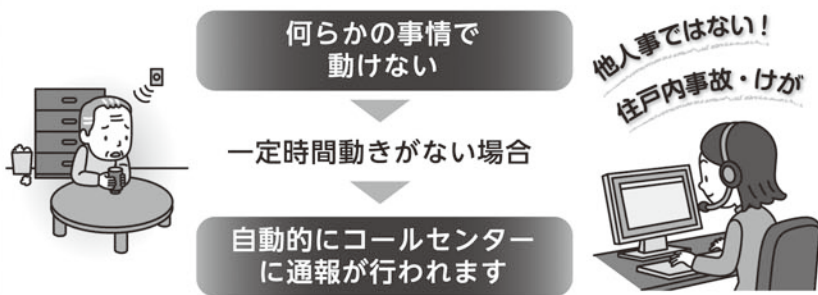 何らかの事情で
動けない
一定時間動きがない場合
自動的にコールセンター
に通報が行われます
他人事ではない!
住戸内事故・けが